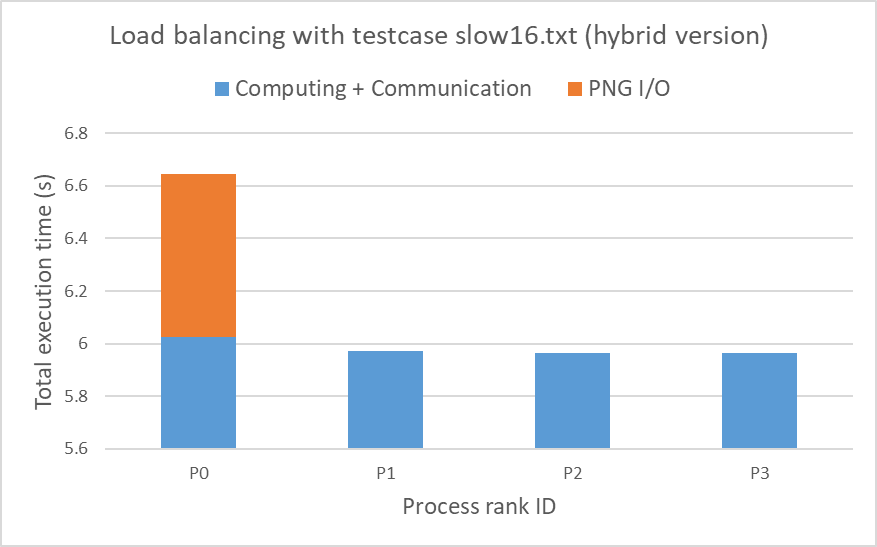 Load balancing with testcase slow16.txt (hybrid version)
Computing + Communication PNG I/O
Total execution time (s)
6.8
6.6
6.4
6.2
6
5.8
5.6
P0 P1 P2 P3
Process rank ID